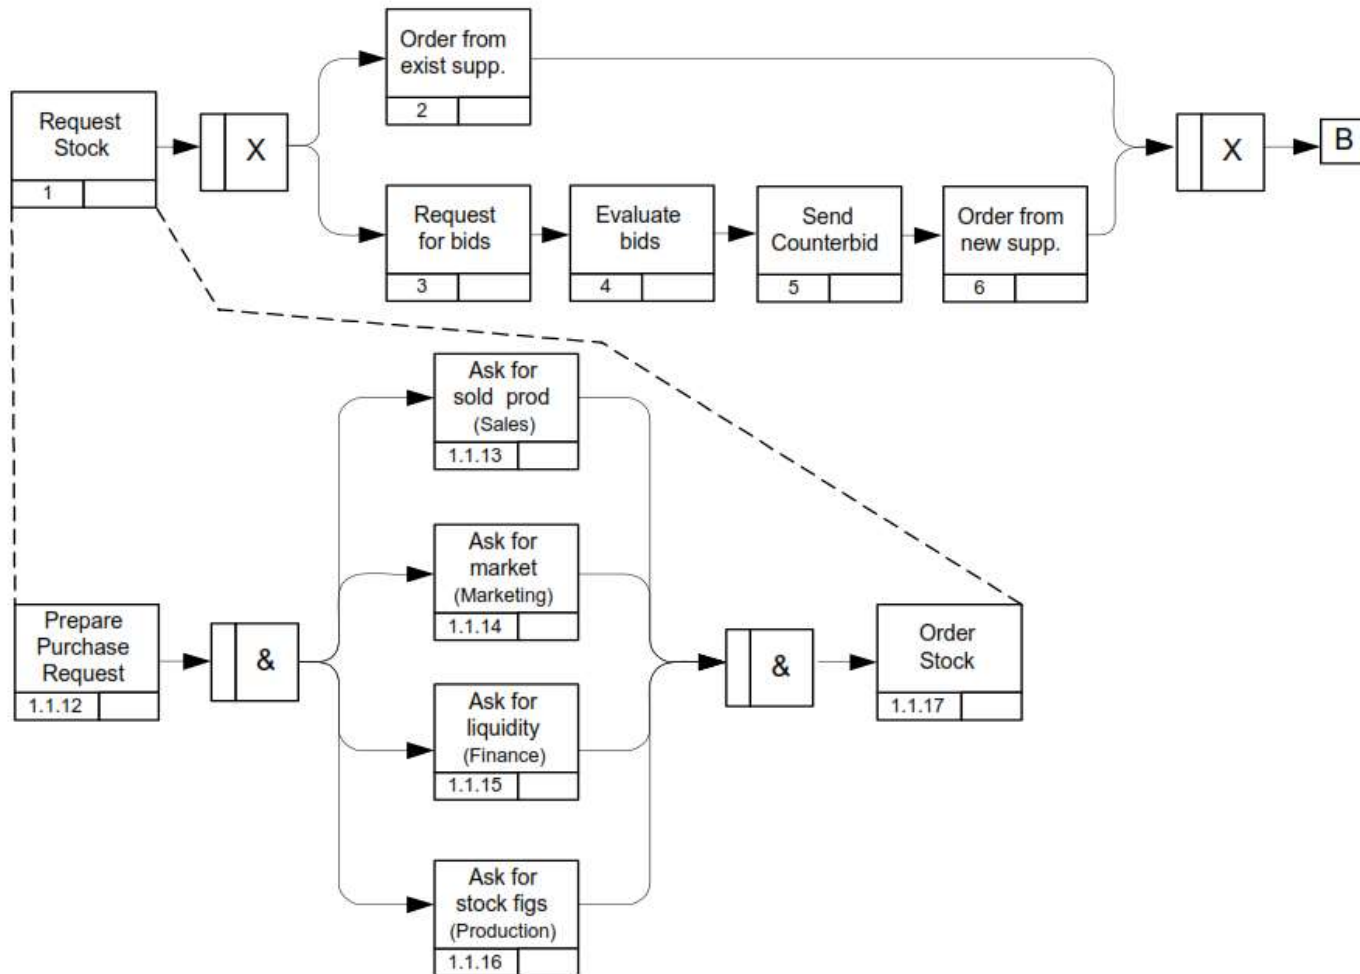 Order from
exist supp.
2
Request
Stock
1
X
X
B
Request
for bids
3
Evaluate
bids
4
Send
Counterbid
5
Order from
new supp.
6
Ask for
sold prod
(Sales)
1.1.13
Ask for
market
(Marketing)
1.1.14
Prepare
Purchase
Request
1.1.12
&
&
Order
Stock
1.1.17
Ask for
liquidity
(Finance)
1.1.15
Ask for
stock figs
(Production)
1.1.16